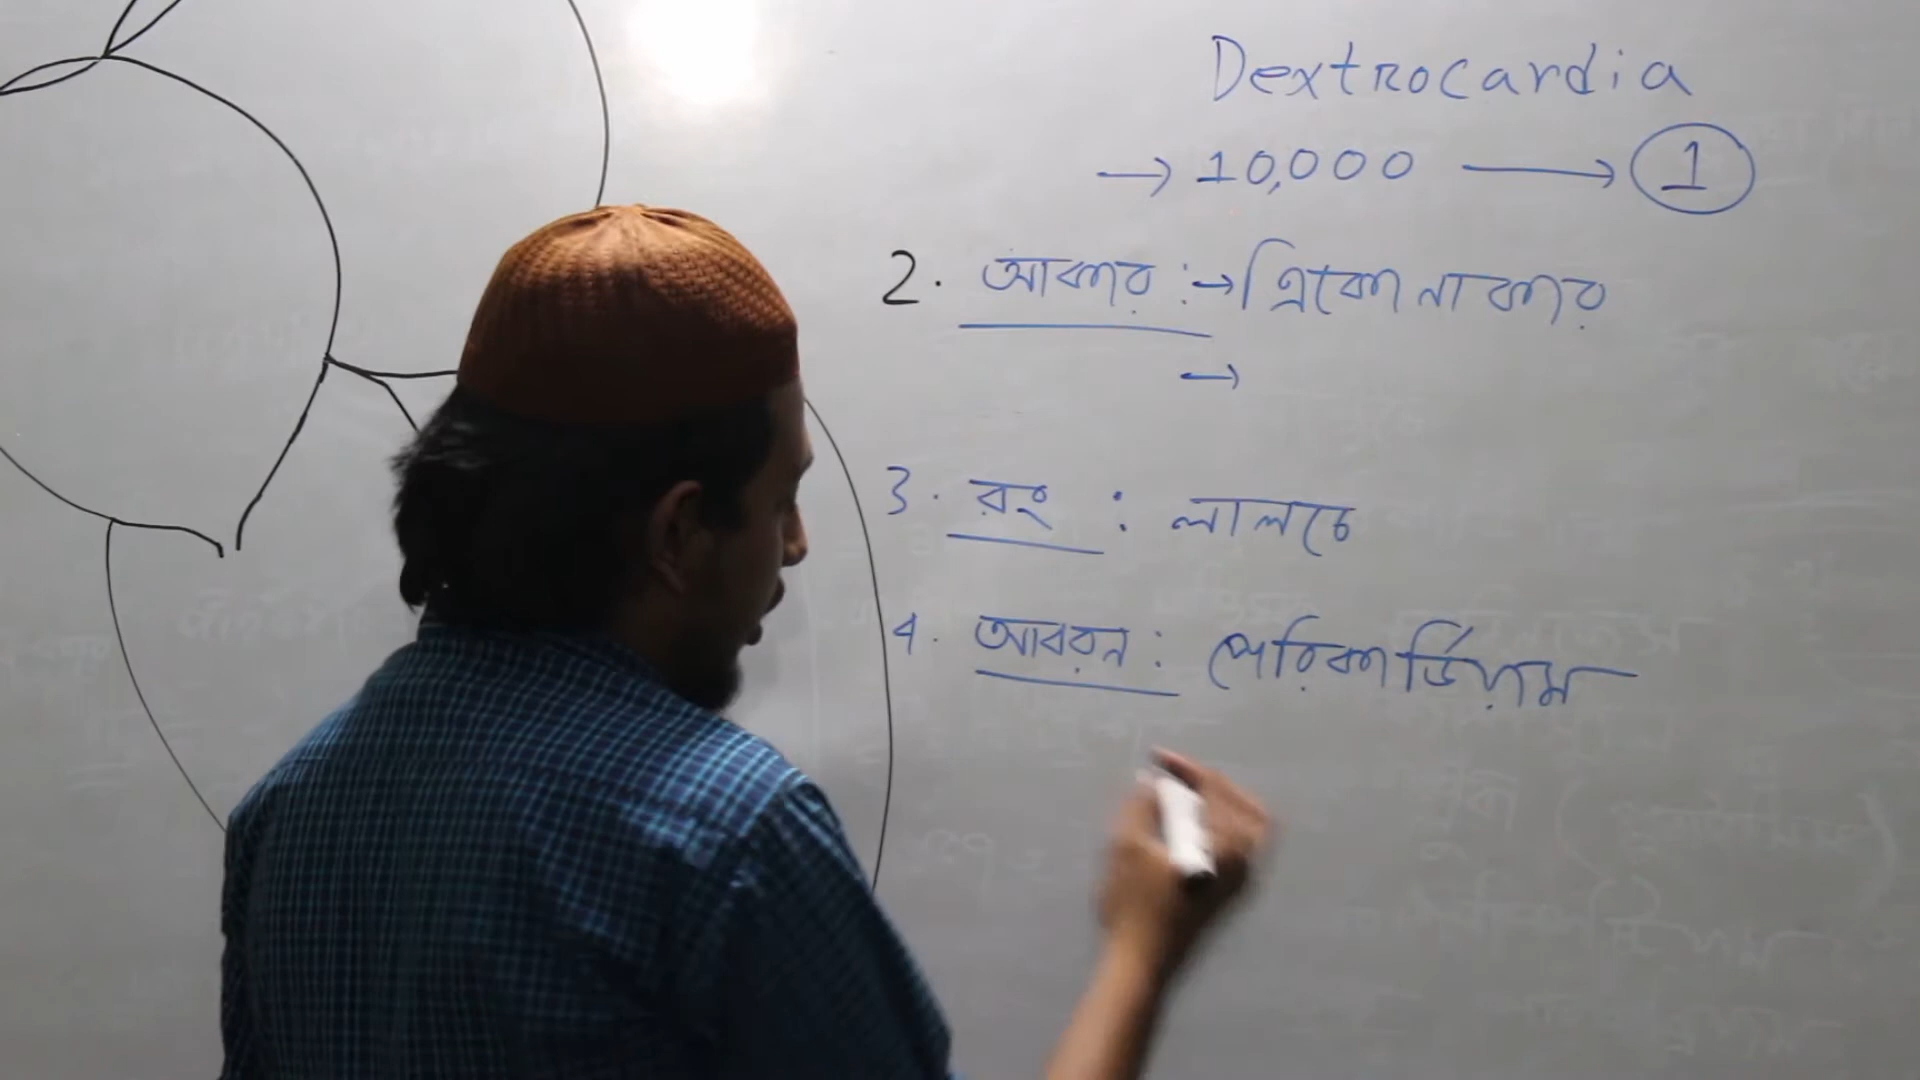 Dextrocardia
→ 10,000 → 1
2. আকার :→ ত্রিকোনাকার
→
3. রং : লালচে
4. আবরন : পেরিকার্ডিয়াম